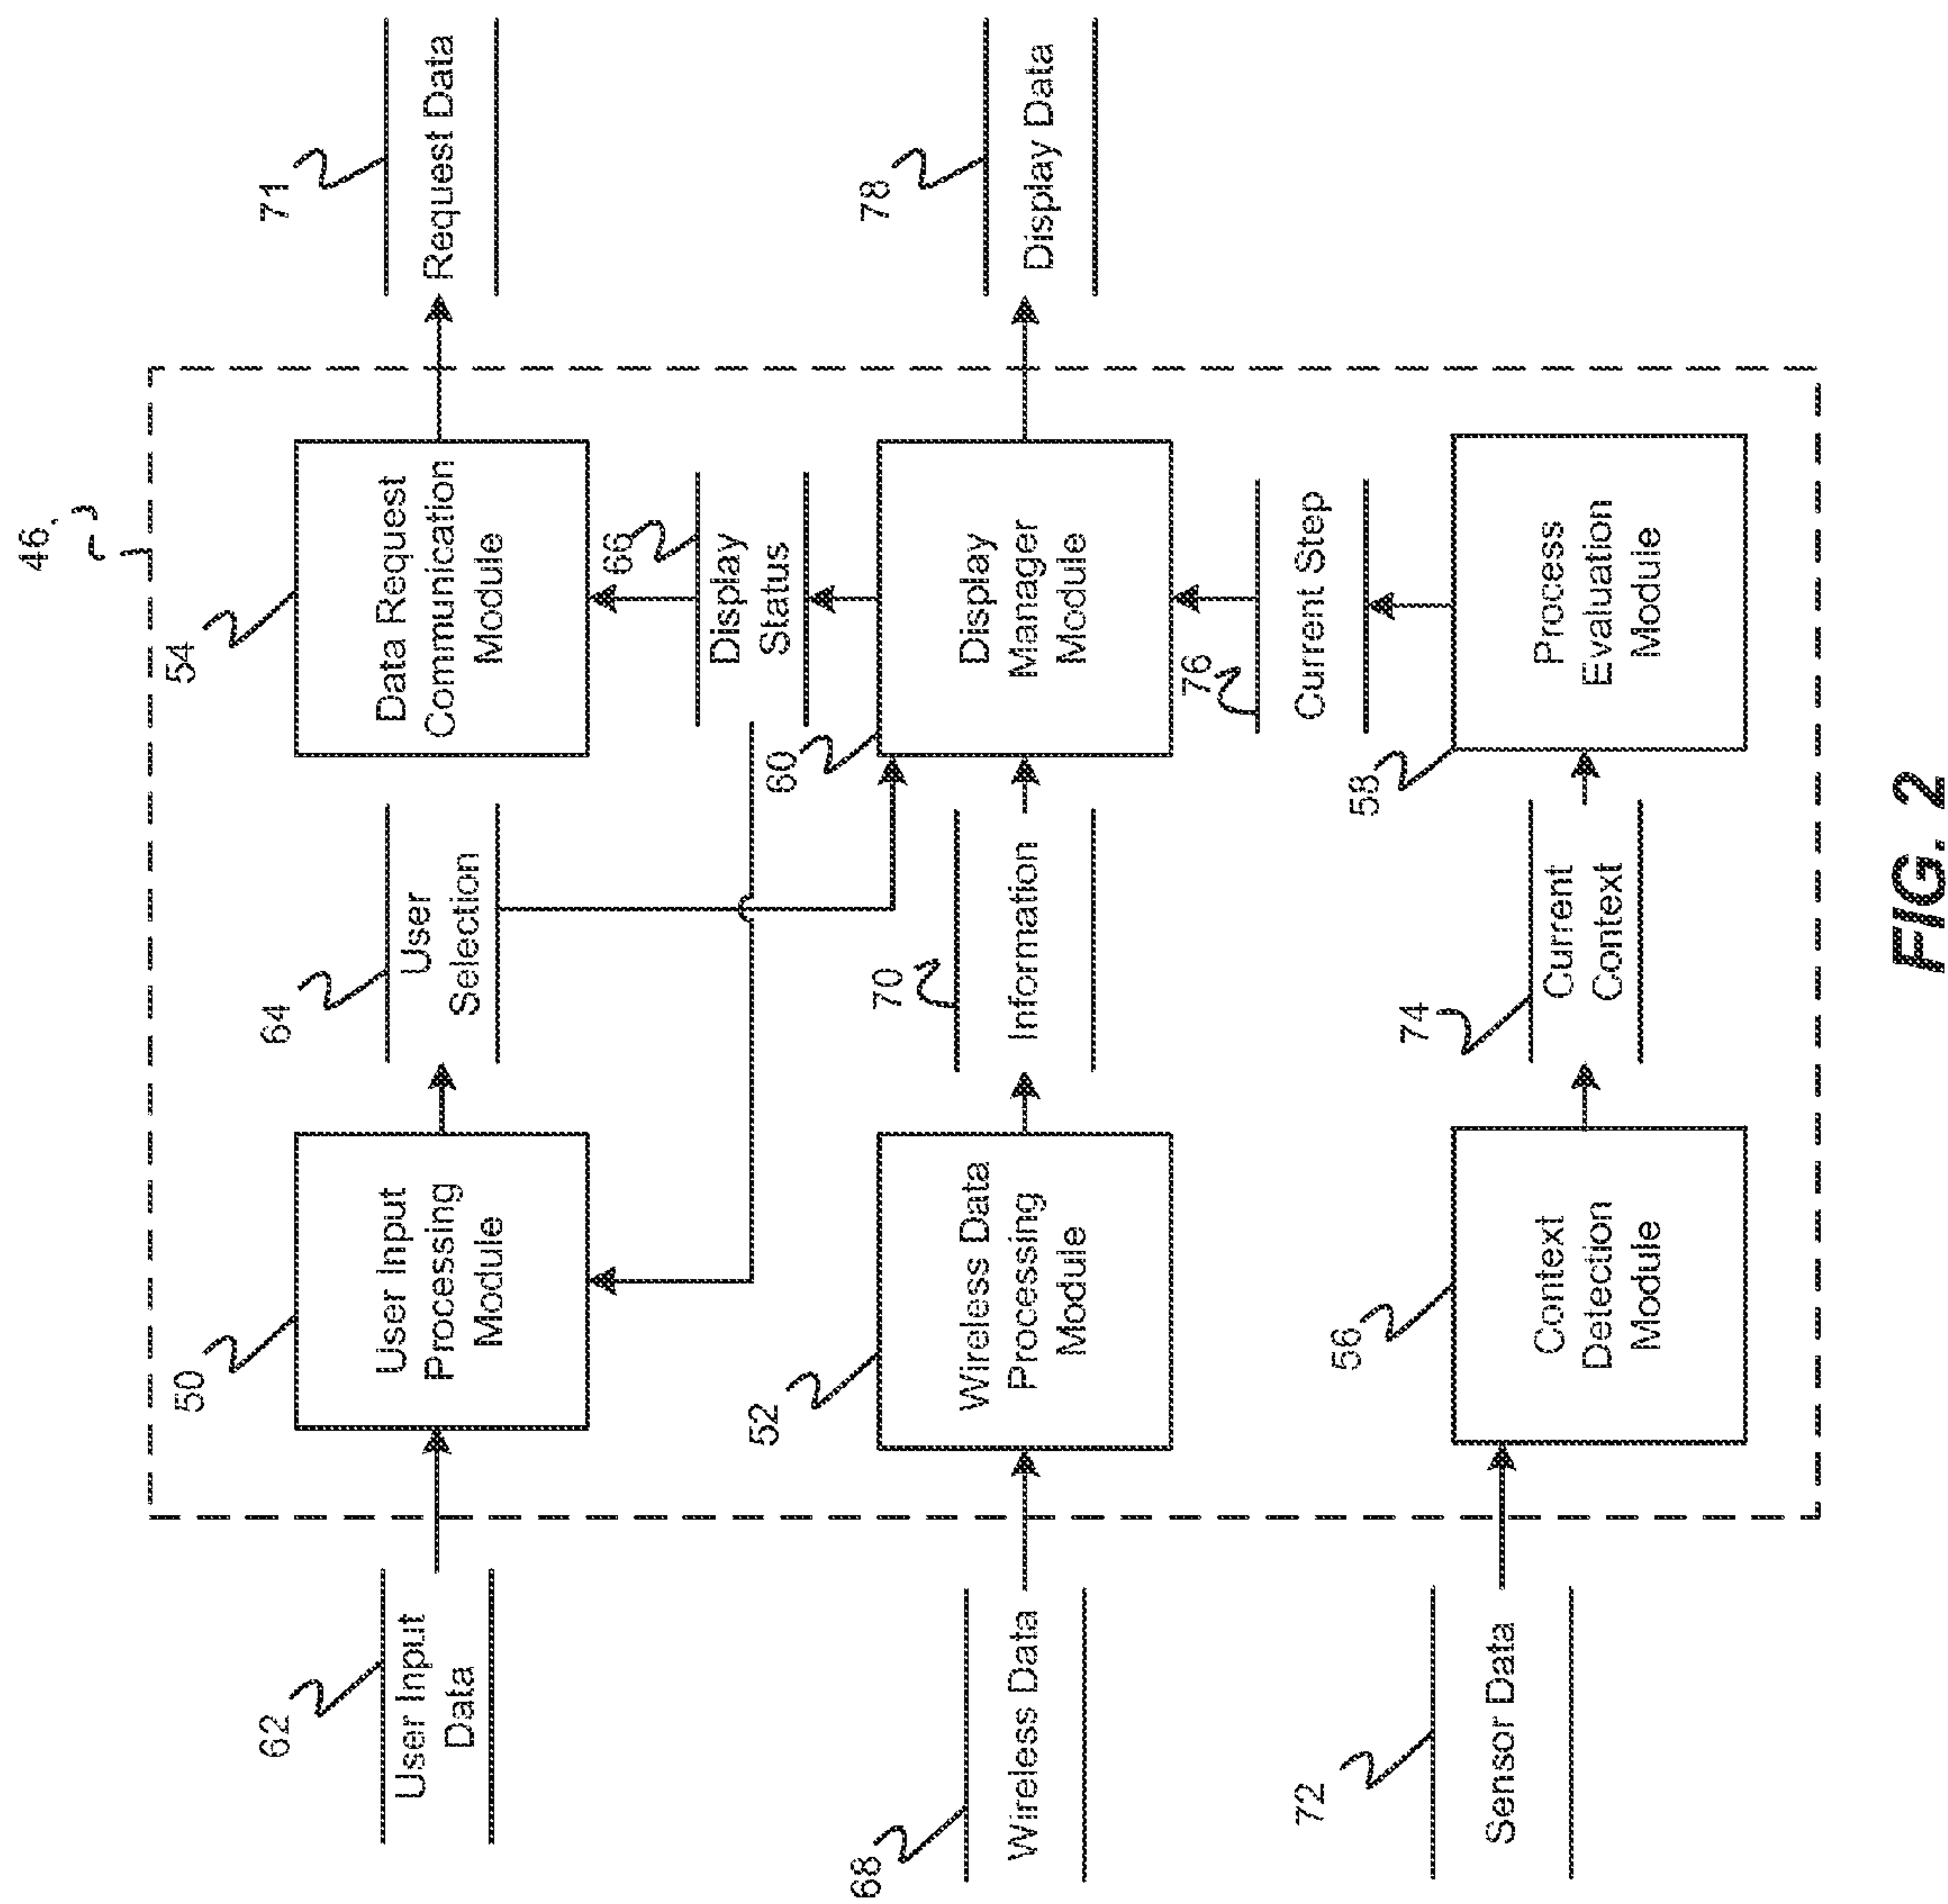 46
54
Data Request
Communication
Module
71
Request Data
64
User
Selection
50
User Input
Processing
Module
62
User Input
Data
66
Display
Status
60
Display
Manager
Module
78
Display Data
70
Information
52
Wireless Data
Processing
Module
68
Wireless Data
76
Current Step
58
Process
Evaluation
Module
74
Current
Context
56
Context
Detection
Module
72
Sensor Data
FIG. 2